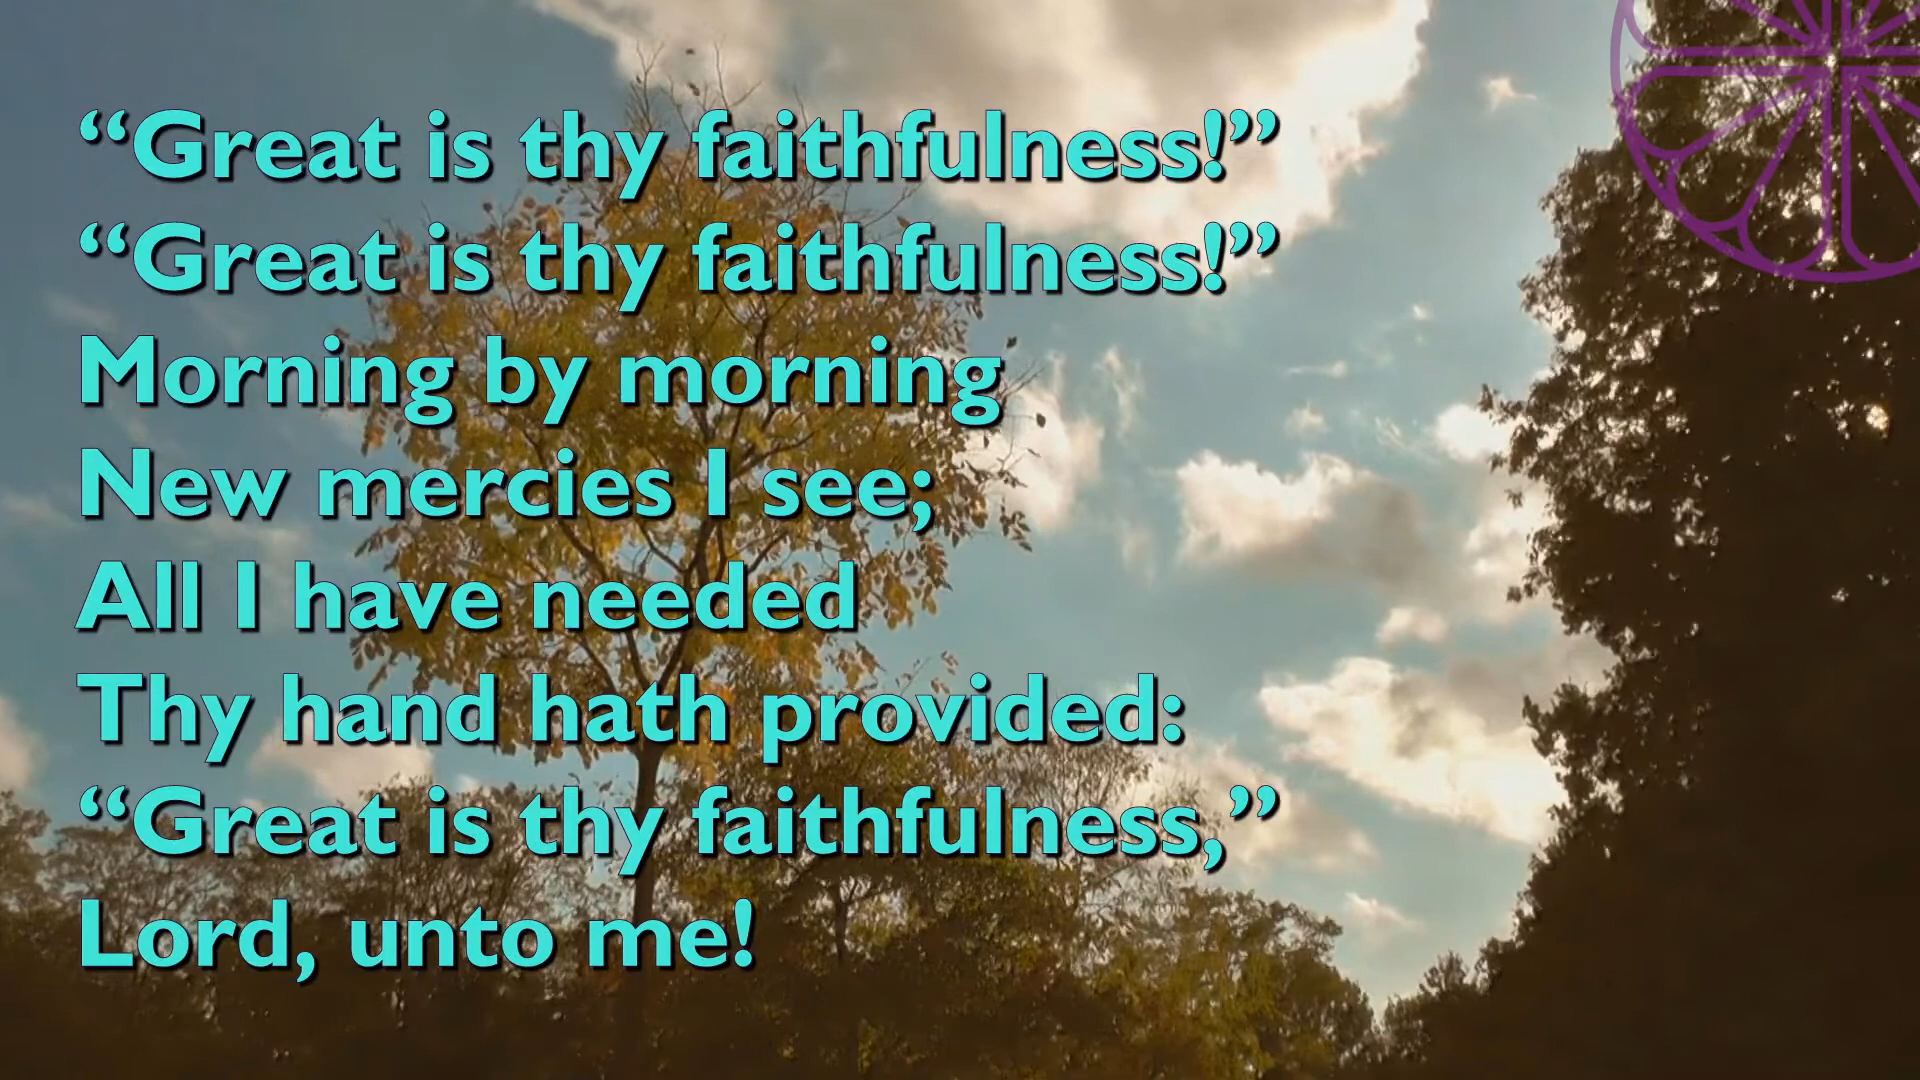 “Great is thy faithfulness!”
“Great is thy faithfulness!”
Morning by morning
New mercies I see;
All I have needed
Thy hand hath provided:
“Great is thy faithfulness,”
Lord, unto me!